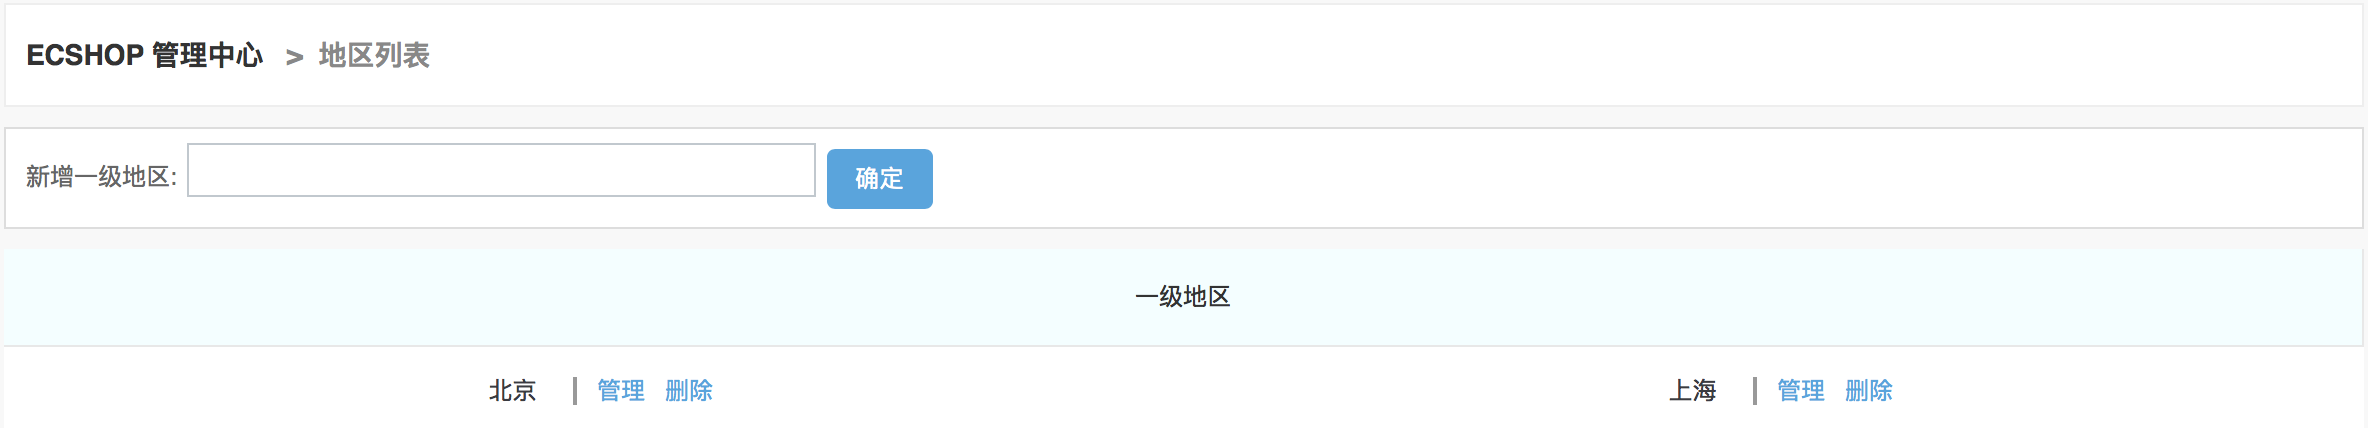 ECSHOP 管理中心 > 地区列表
新增一级地区: 确定
一级地区
北京 | 管理 删除 上海 | 管理 删除